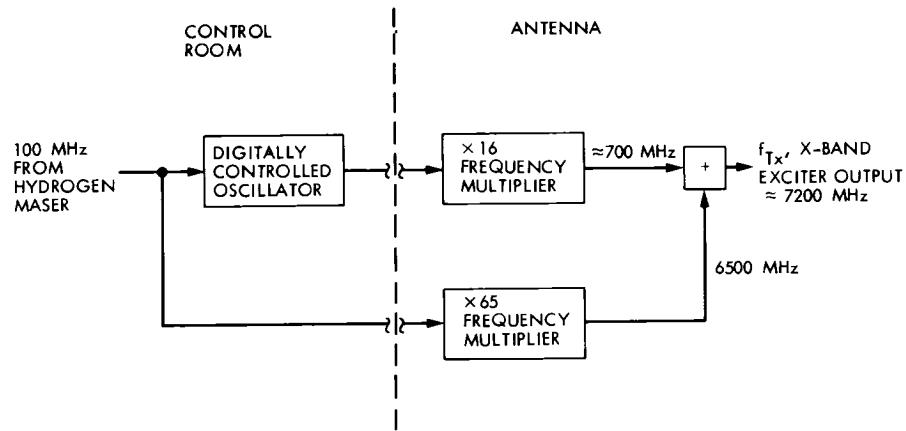 CONTROL
ROOM
ANTENNA
100 MHz
FROM
HYDROGEN
MASER
DIGITALLY
CONTROLLED
OSCILLATOR
×16
FREQUENCY
MULTIPLIER
≈700 MHz
+
fTx, X-BAND
EXCITER OUTPUT
≈ 7200 MHz
6500 MHz
×65
FREQUENCY
MULTIPLIER